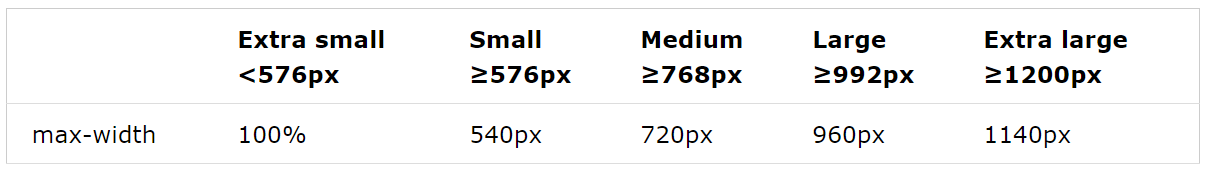 Extra small Small Medium Large Extra large
<576px ≥576px ≥768px ≥992px ≥1200px
max-width 100% 540px 720px 960px 1140px